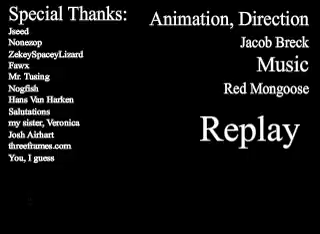 Special Thanks:
Jseed
Nonezop
ZekeySpaceyLizard
Fawx
Mr. Tusing
Nogfish
Hans Van Harken
Salutations
my sister, Veronica
Josh Airhart
threeframes.com
You, I guess
Animation, Direction
Jacob Breck
Music
Red Mongoose
Replay